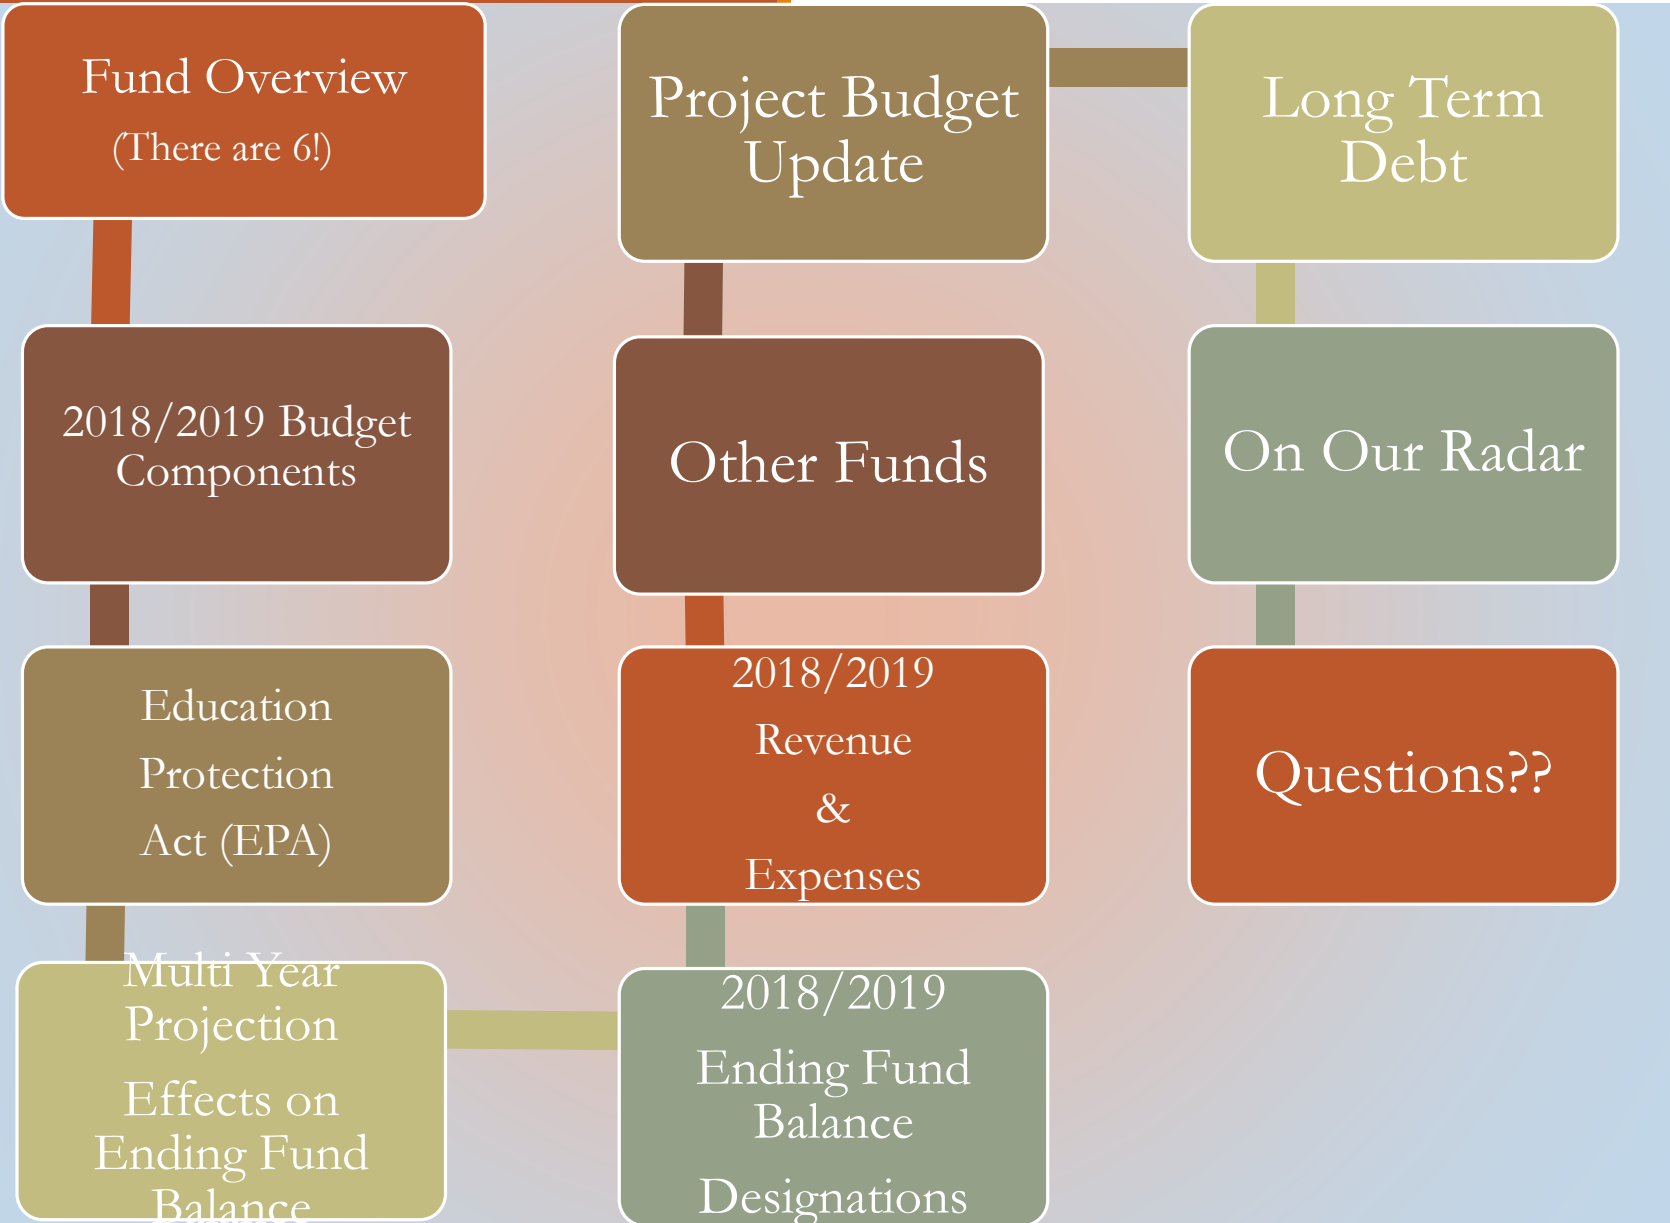 Fund Overview
(There are 6!)
2018/2019 Budget
Components
Education
Protection
Act (EPA)
Multi Year
Projection
Effects on
Ending Fund
Balance
2018/2019
Ending Fund
Balance
Designations
2018/2019
Revenue
&
Expenses
Other Funds
Project Budget
Update
Long Term
Debt
On Our Radar
Questions??